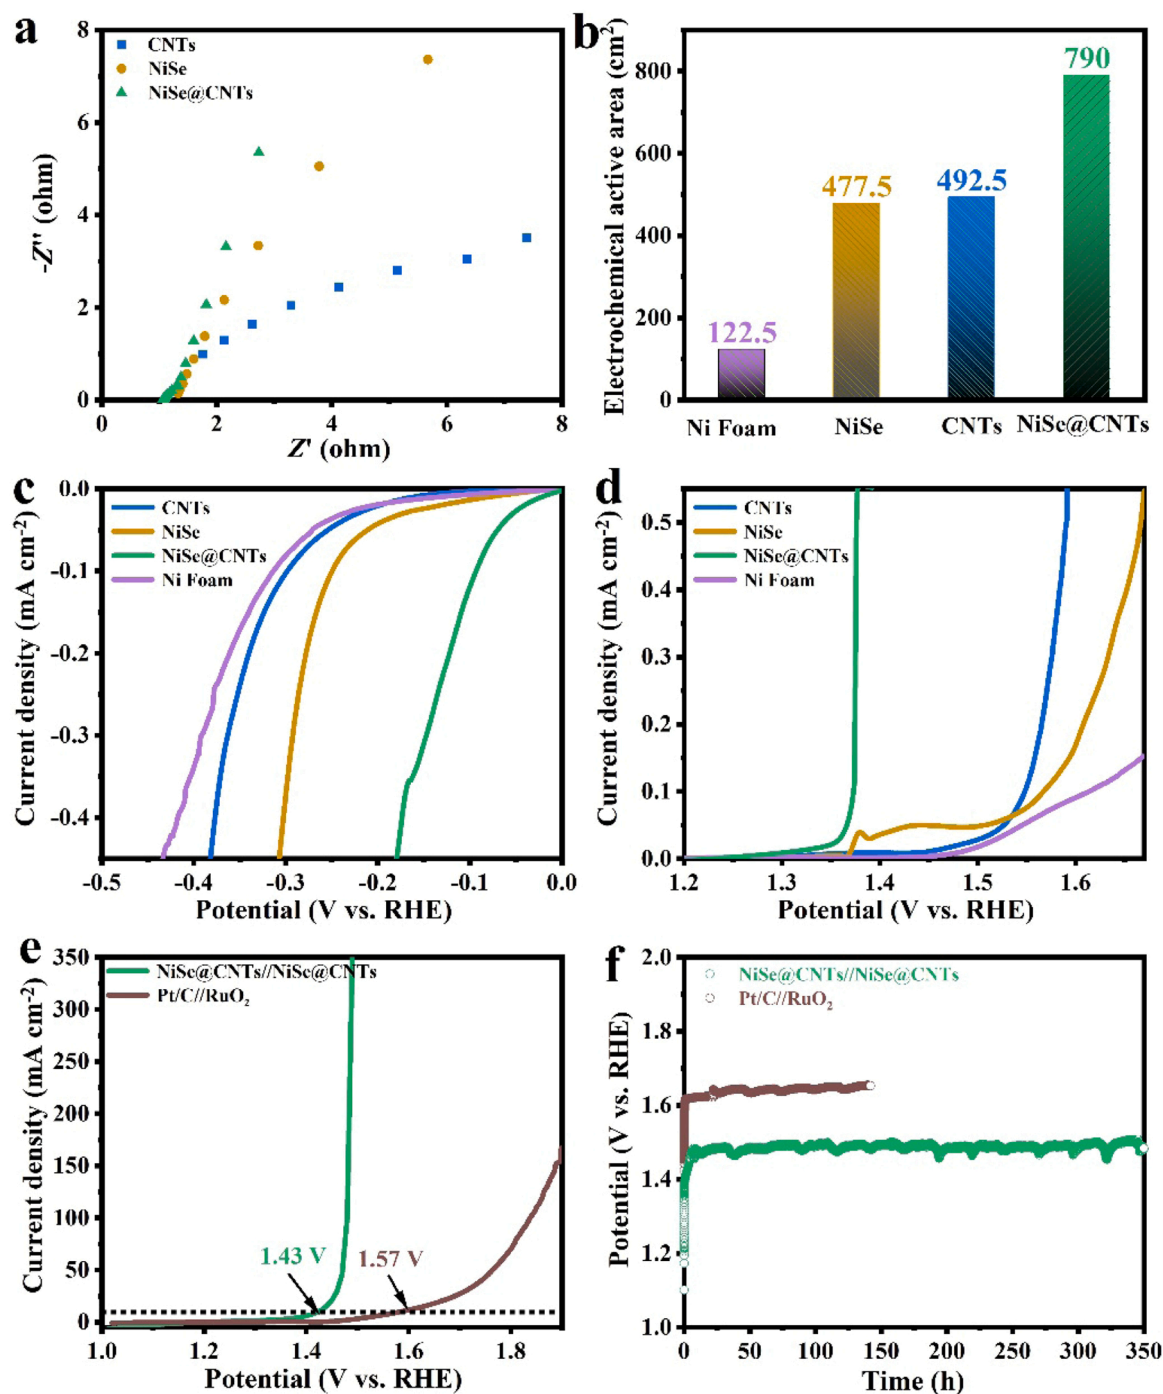 a
CNTs
NiSe
NiSe@CNTs
8
6
4
2
0
-Z'' (ohm)
0 2 4 6 8
Z' (ohm)
b
Electrochemical active area (cm²)
800
600
400
200
0
122.5
477.5
492.5
790
Ni Foam NiSe CNTs NiSe@CNTs
c
CNTs
NiSe
NiSe@CNTs
Ni Foam
Current density (mA cm⁻²)
0.0
-0.1
-0.2
-0.3
-0.4
-0.5 -0.4 -0.3 -0.2 -0.1 0.0
Potential (V vs. RHE)
d
CNTs
NiSe
NiSe@CNTs
Ni Foam
Current density (mA cm⁻²)
0.5
0.4
0.3
0.2
0.1
0.0
1.2 1.3 1.4 1.5 1.6
Potential (V vs. RHE)
e
NiSe@CNTs//NiSe@CNTs
Pt/C//RuO₂
Current density (mA cm⁻²)
350
300
250
200
150
100
50
0
1.43 V
1.57 V
1.0 1.2 1.4 1.6 1.8
Potential (V vs. RHE)
f
NiSe@CNTs//NiSe@CNTs
Pt/C//RuO₂
Potential (V vs. RHE)
2.0
1.8
1.6
1.4
1.2
1.0
0 50 100 150 200 250 300 350
Time (h)